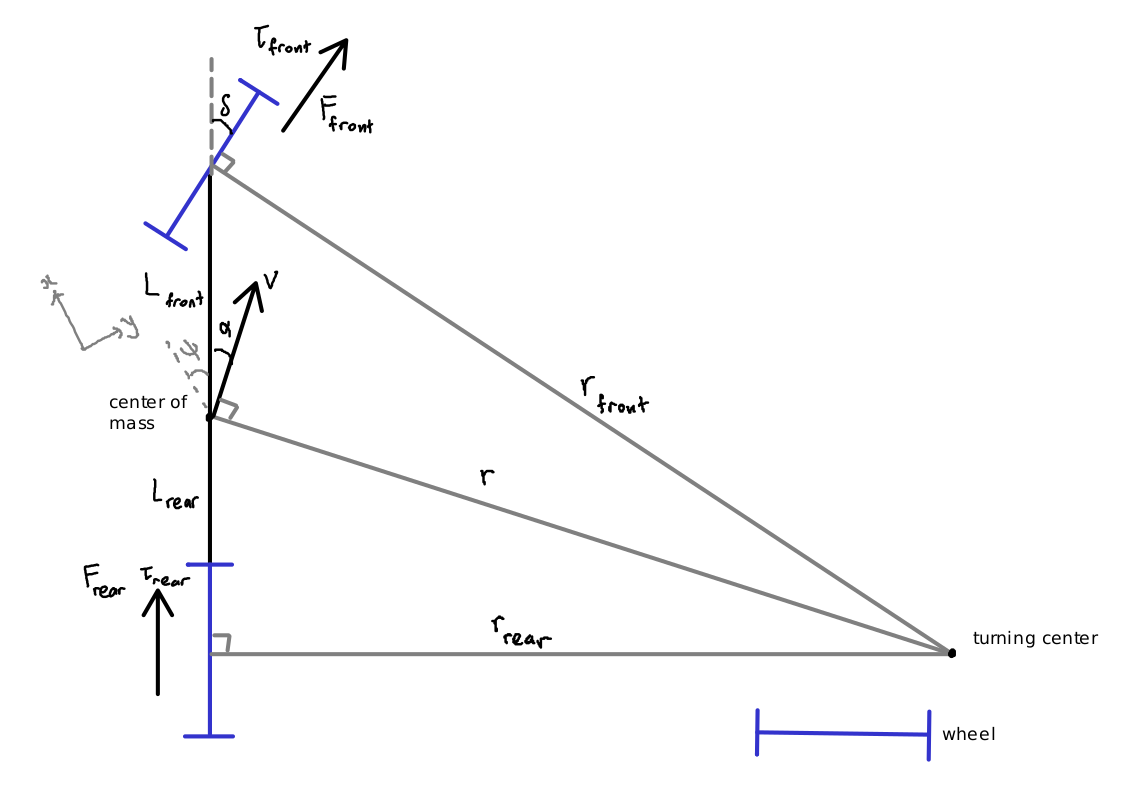 τfront
δ
Ffront
x
y
Lfront
V
α
ψ
center of
mass
rfront
r
Lrear
Frear τrear
rrear
turning center
wheel